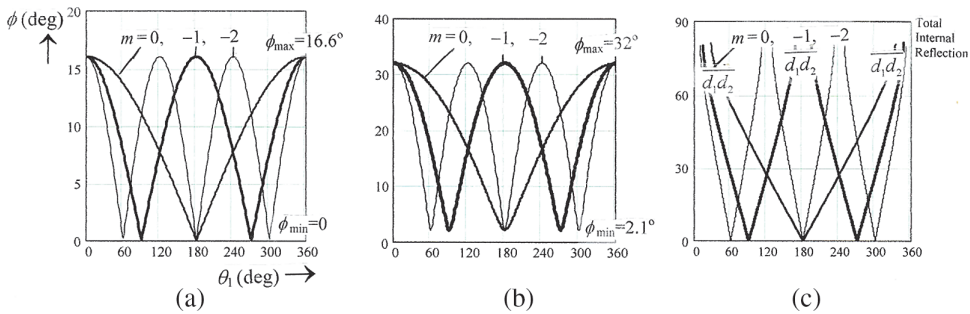 ϕ (deg)
m = 0, −1, −2
ϕmax=16.6°
20
15
10
5
0
ϕmin=0
0 60 120 180 240 300 360
θ1 (deg)
(a)
m = 0, −1, −2
ϕmax=32°
40
30
20
10
0
ϕmin=2.1°
0 60 120 180 240 300 360
(b)
m = 0, −1, −2
Total
Internal
Reflection
90
60
30
0
d1d2
d1d2
d1d2
0 60 120 180 240 300 360
(c)